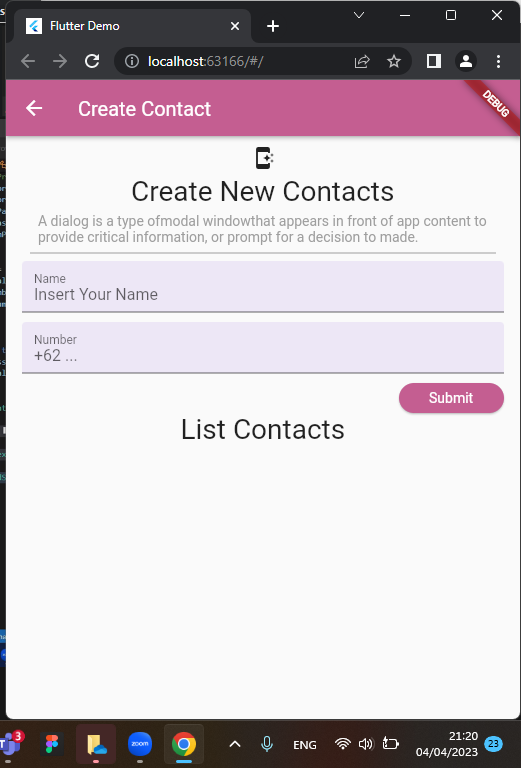 Flutter Demo
localhost:63166/#/
Create Contact
DEBUG
Create New Contacts
A dialog is a type ofmodal windowthat appears in front of app content to
provide critical information, or prompt for a decision to made.
Name
Insert Your Name
Number
+62 ...
Submit
List Contacts
3
zoom
ENG
21:20
04/04/2023
23